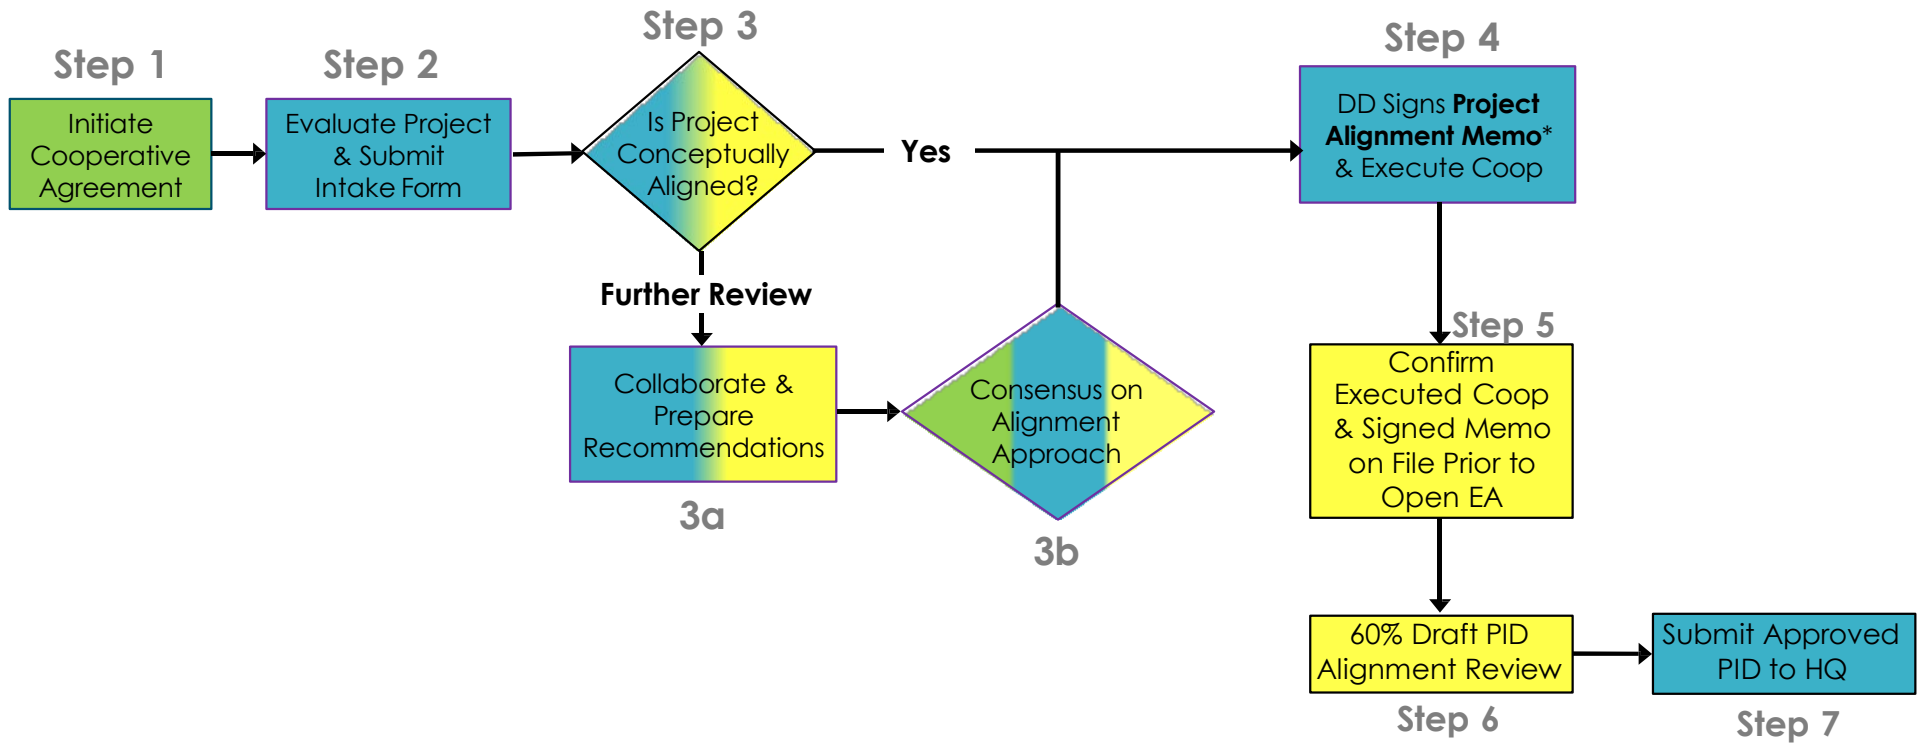 Step 1
Initiate
Cooperative
Agreement
Step 2
Evaluate Project
& Submit
Intake Form
Step 3
Is Project
Conceptually
Aligned?
Yes
Further Review
Collaborate &
Prepare
Recommendations
3a
Consensus on
Alignment
Approach
3b
Step 4
DD Signs Project
Alignment Memo*
& Execute Coop
Step 5
Confirm
Executed Coop
& Signed Memo
on File Prior to
Open EA
60% Draft PID
Alignment Review
Step 6
Submit Approved
PID to HQ
Step 7